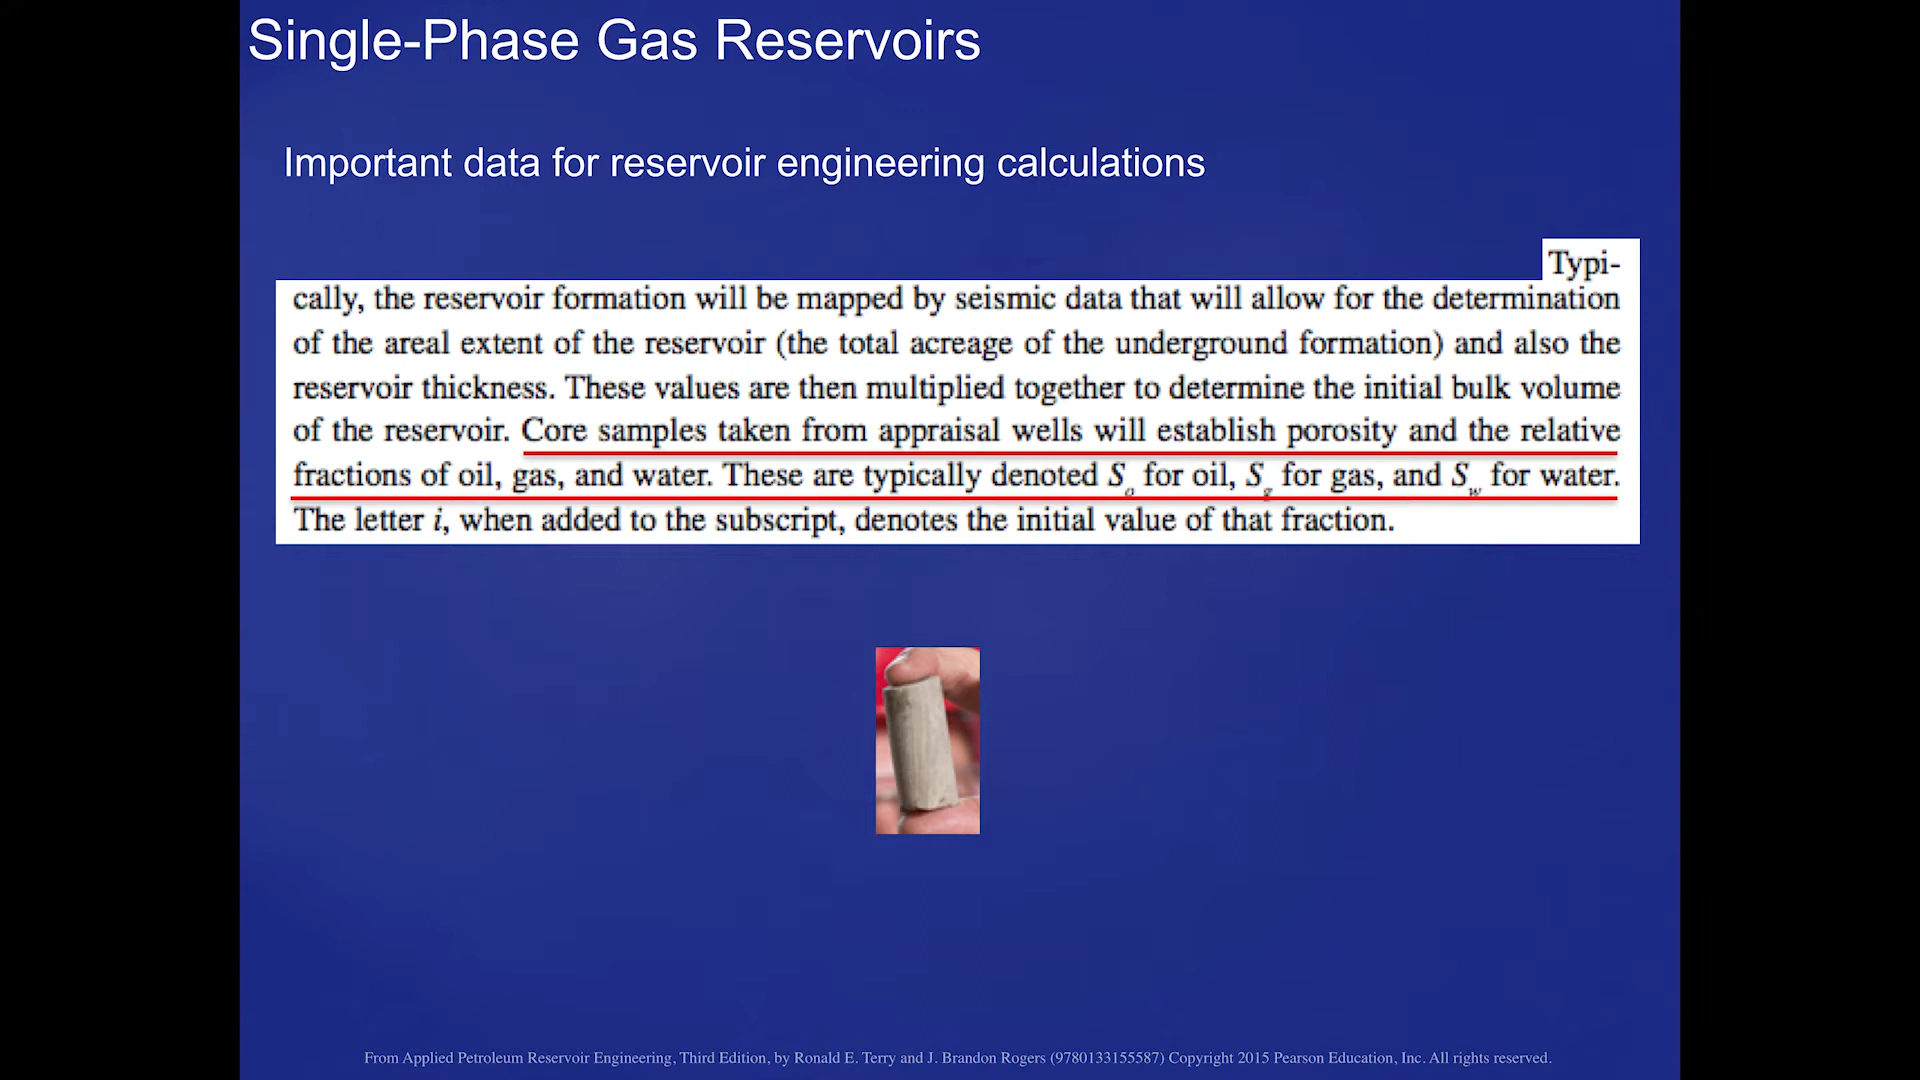 Single-Phase Gas Reservoirs
Important data for reservoir engineering calculations
Typi-
cally, the reservoir formation will be mapped by seismic data that will allow for the determination
of the areal extent of the reservoir (the total acreage of the underground formation) and also the
reservoir thickness. These values are then multiplied together to determine the initial bulk volume
of the reservoir. Core samples taken from appraisal wells will establish porosity and the relative
fractions of oil, gas, and water. These are typically denoted So for oil, Sg for gas, and Sw for water.
The letter i, when added to the subscript, denotes the initial value of that fraction.
From Applied Petroleum Reservoir Engineering, Third Edition, by Ronald E. Terry and J. Brandon Rogers (9780133155587) Copyright 2015 Pearson Education, Inc. All rights reserved.